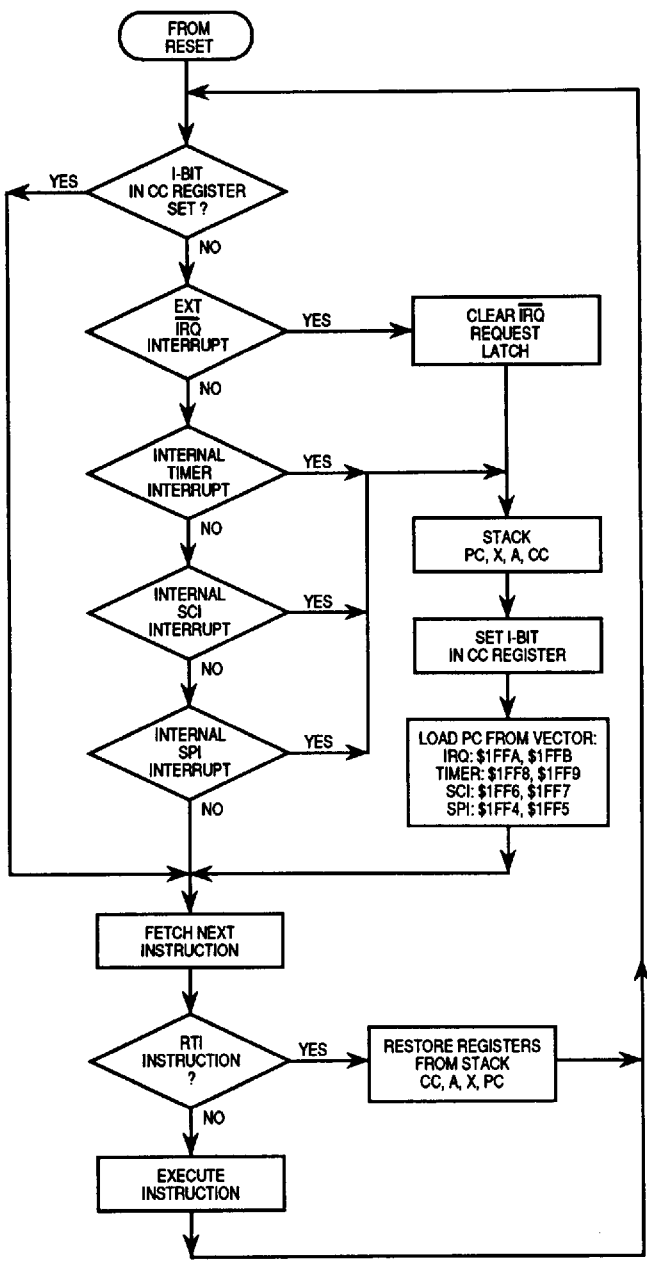 FROM
RESET
YES
I-BIT
IN CC REGISTER
SET ?
NO
EXT
IRQ
INTERRUPT
YES
CLEAR IRQ
REQUEST
LATCH
NO
INTERNAL
TIMER
INTERRUPT
YES
NO
STACK
PC, X, A, CC
INTERNAL
SCI
INTERRUPT
YES
NO
SET I-BIT
IN CC REGISTER
INTERNAL
SPI
INTERRUPT
YES
NO
LOAD PC FROM VECTOR:
IRQ: $1FFA, $1FFB
TIMER: $1FF8, $1FF9
SCI: $1FF6, $1FF7
SPI: $1FF4, $1FF5
FETCH NEXT
INSTRUCTION
RTI
INSTRUCTION
?
YES
RESTORE REGISTERS
FROM STACK
CC, A, X, PC
NO
EXECUTE
INSTRUCTION